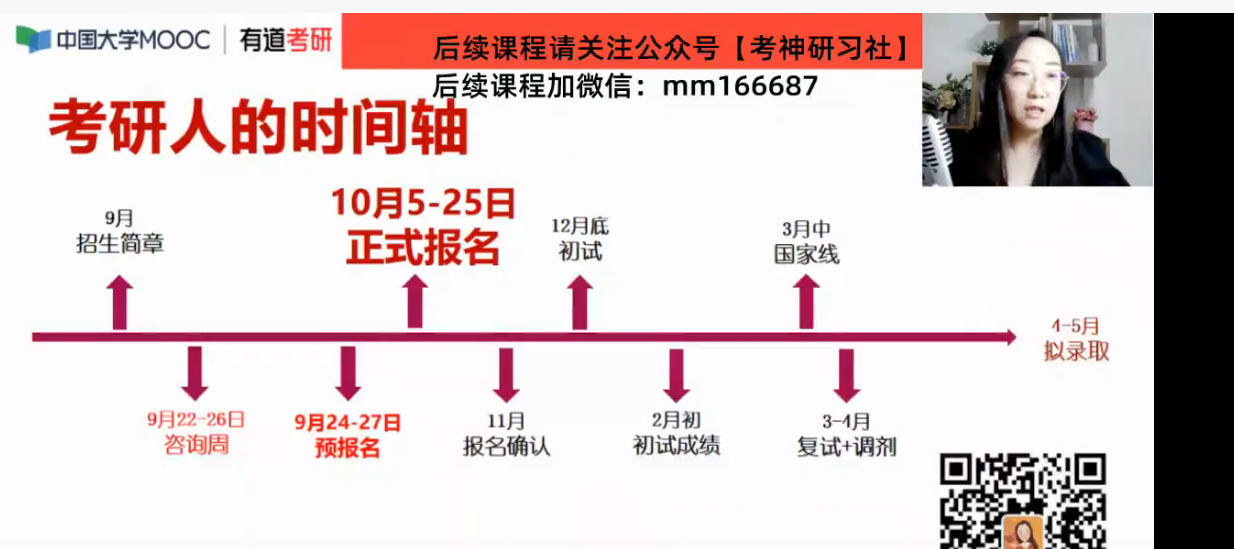 中国大学MOOC 有道考研
后续课程请关注公众号【考神研习社】
后续课程加微信：mm166687
考研人的时间轴
9月
招生简章
10月5-25日
正式报名
12月底
初试
3月中
国家线
4-5月
拟录取
9月22-26日
咨询周
9月24-27日
预报名
11月
报名确认
2月初
初试成绩
3-4月
复试+调剂